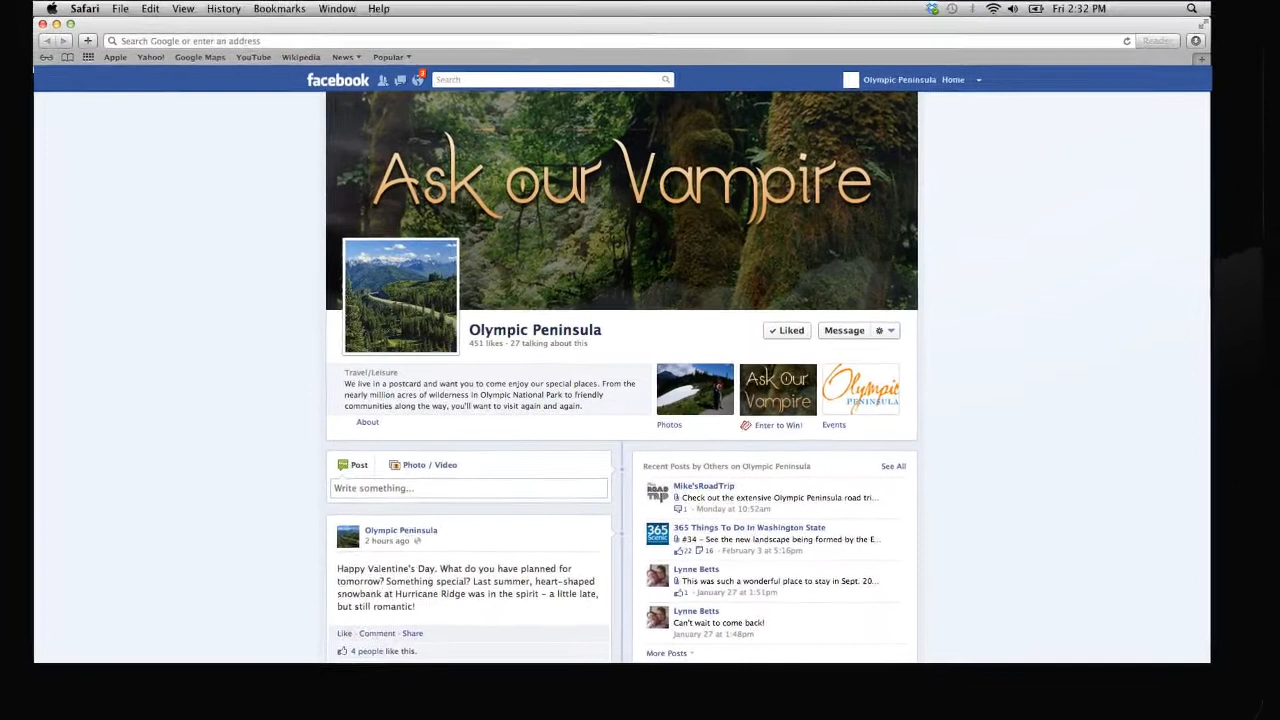 Safari File Edit View History Bookmarks Window Help Fri 2:32 PM
Search Google or enter an address Reader
Apple Yahoo! Google Maps YouTube Wikipedia News Popular
facebook 3 Search Olympic Peninsula Home
Ask our Vampire
Olympic Peninsula
451 likes · 27 talking about this
Liked Message
Travel/Leisure
We live in a postcard and want you to come enjoy our special places. From the
nearly million acres of wilderness in Olympic National Park to friendly
communities along the way, you'll want to visit again and again.
About
Ask Our
Vampire
Olympic
PENINSULA
Photos Enter to Win! Events
Post Photo / Video
Write something...
Olympic Peninsula
2 hours ago
Happy Valentine's Day. What do you have planned for
tomorrow? Something special? Last summer, heart-shaped
snowbank at Hurricane Ridge was in the spirit – a little late,
but still romantic!
Like · Comment · Share
4 people like this.
Recent Posts by Others on Olympic Peninsula See All
ROAD
TRIP
Mike'sRoadTrip
Check out the extensive Olympic Peninsula road tri...
1 · Monday at 10:52am
365
SCENIC
365 Things To Do In Washington State
#34 – See the new landscape being formed by the E...
22 16 · February 3 at 5:16pm
Lynne Betts
This was such a wonderful place to stay in Sept. 20...
1 · January 27 at 1:51pm
Lynne Betts
Can't wait to come back!
January 27 at 1:48pm
More Posts